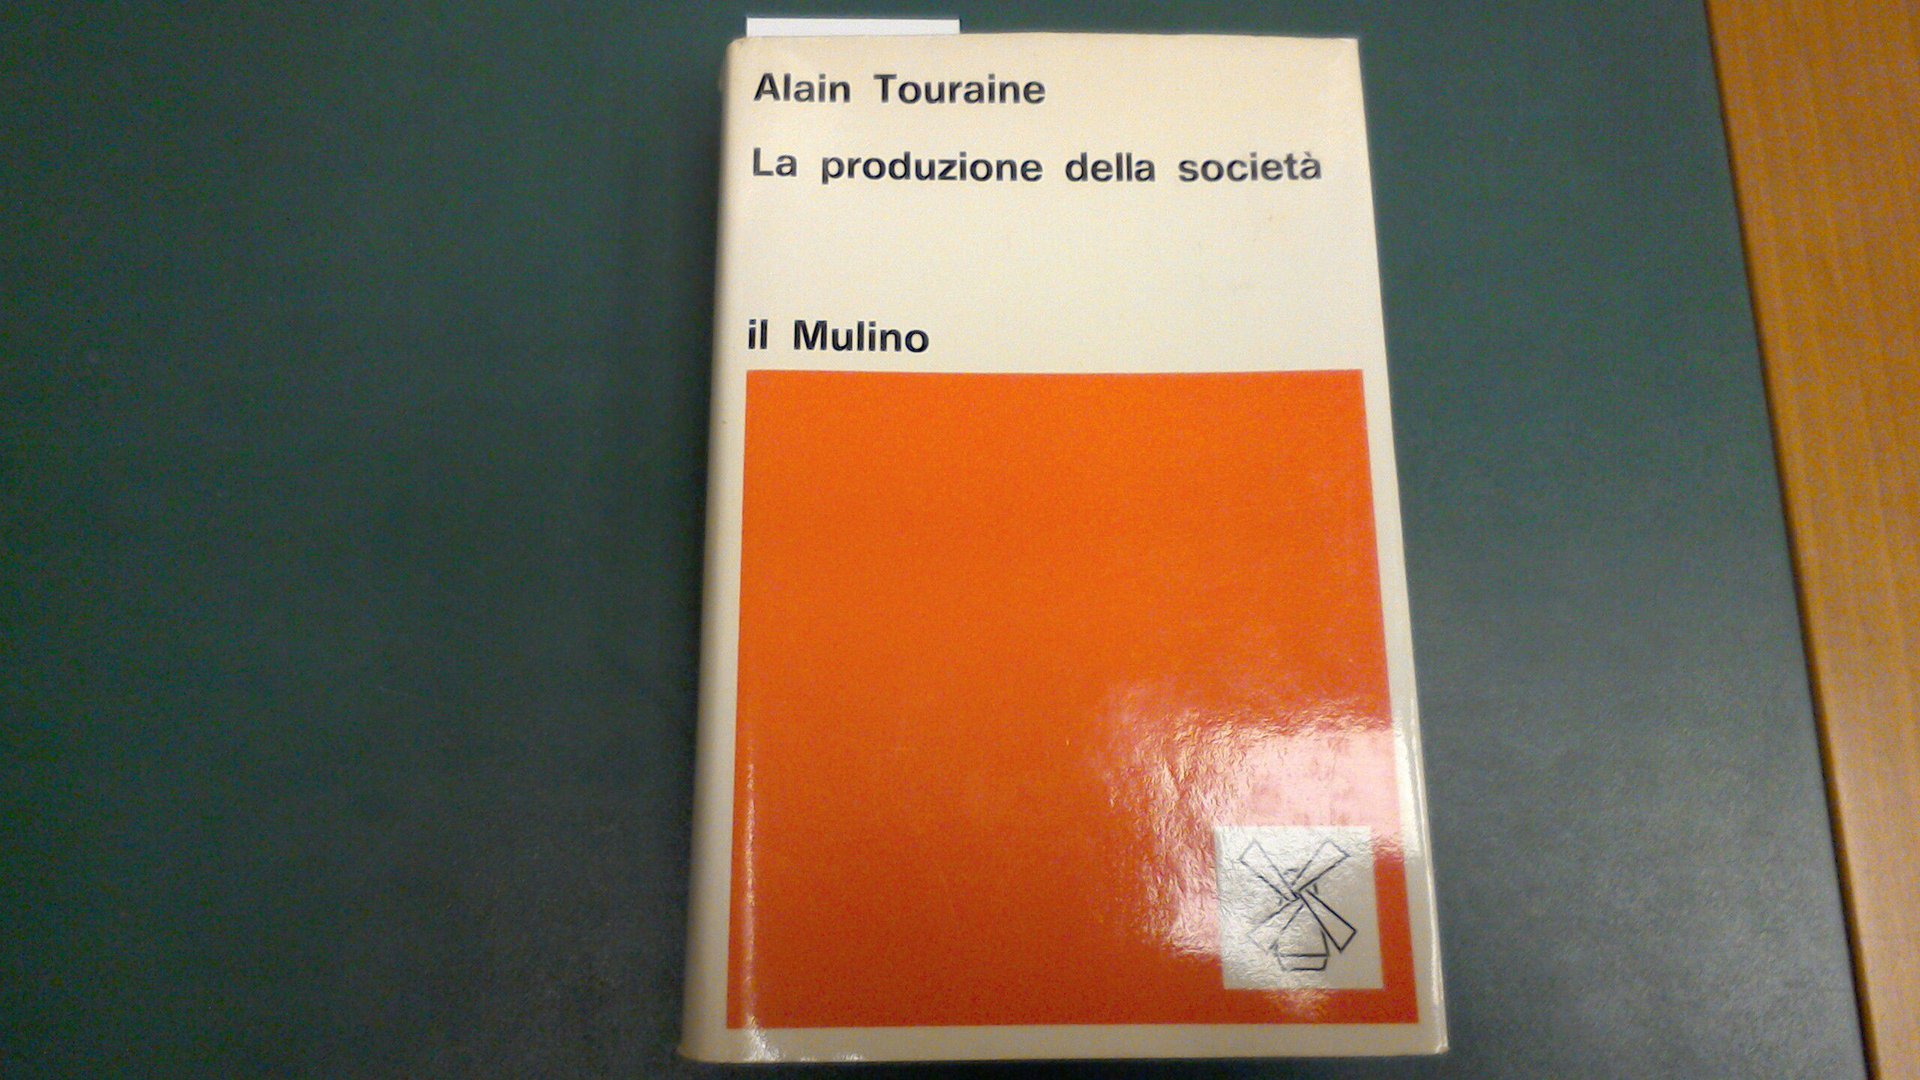 Alain Touraine
La produzione della società
il Mulino